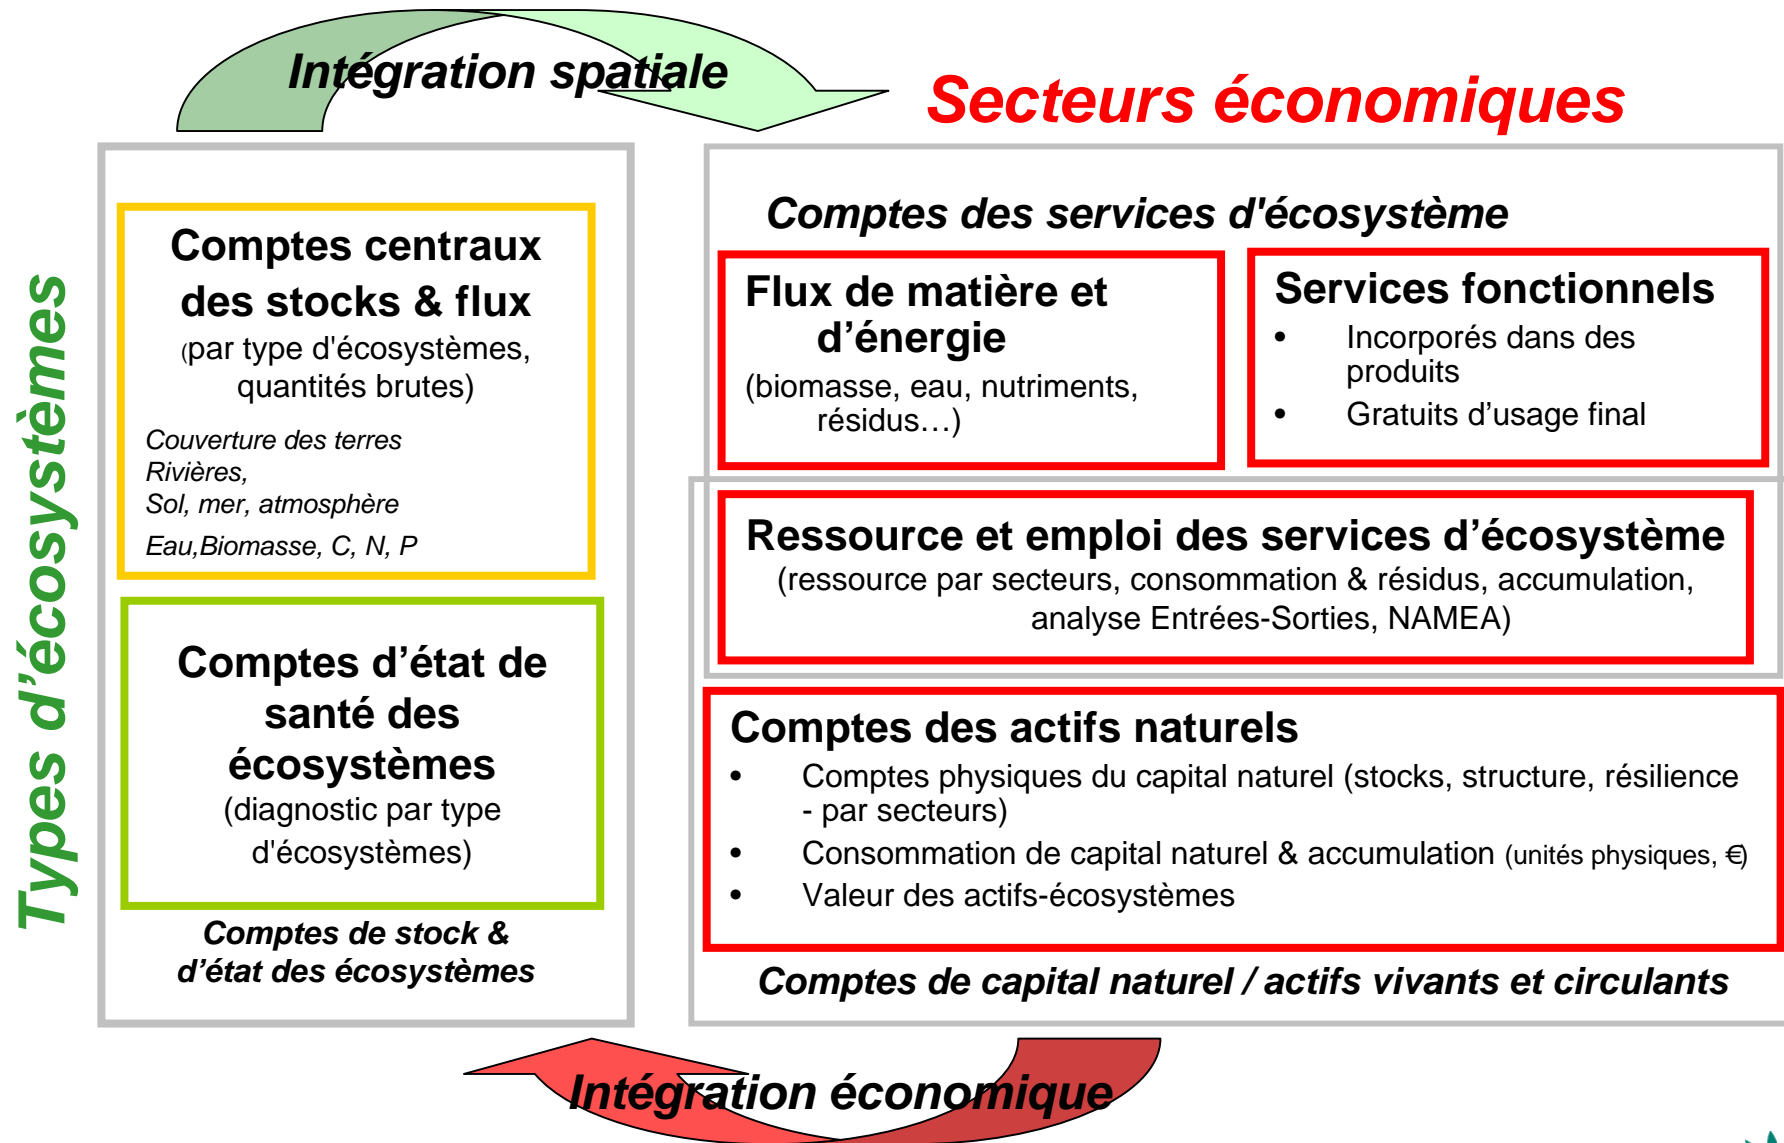 Intégration spatiale
Secteurs économiques
Types d'écosystèmes
Comptes centraux
des stocks & flux
(par type d'écosystèmes,
quantités brutes)
Couverture des terres
Rivières,
Sol, mer, atmosphère
Eau,Biomasse, C, N, P
Comptes d’état de
santé des
écosystèmes
(diagnostic par type
d'écosystèmes)
Comptes de stock &
d’état des écosystèmes
Comptes des services d'écosystème
Flux de matière et
d’énergie
(biomasse, eau, nutriments,
résidus…)
Services fonctionnels
• Incorporés dans des
produits
• Gratuits d’usage final
Ressource et emploi des services d’écosystème
(ressource par secteurs, consommation & résidus, accumulation,
analyse Entrées-Sorties, NAMEA)
Comptes des actifs naturels
• Comptes physiques du capital naturel (stocks, structure, résilience
- par secteurs)
• Consommation de capital naturel & accumulation (unités physiques, €)
• Valeur des actifs-écosystèmes
Comptes de capital naturel / actifs vivants et circulants
Intégration économique